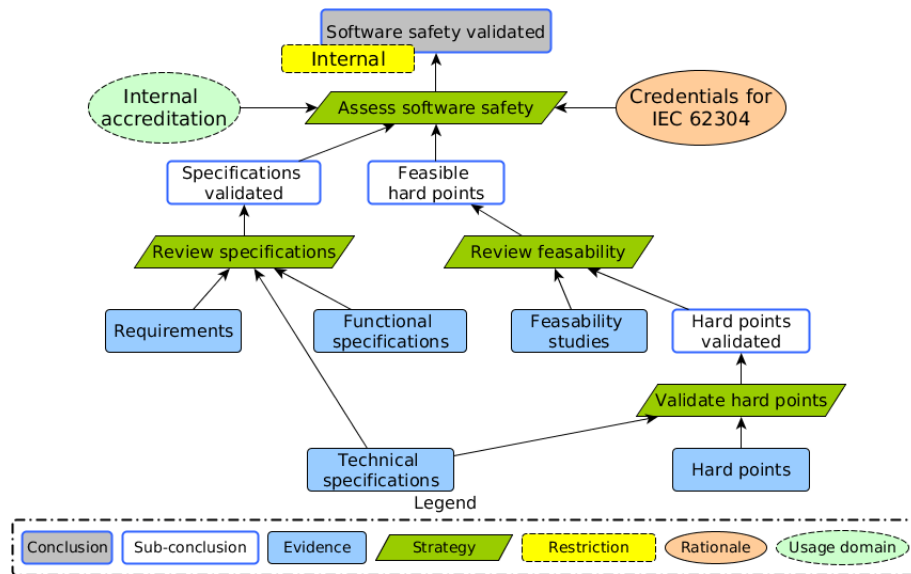 Software safety validated
Internal
Internal
accreditation
Assess software safety
Credentials for
IEC 62304
Specifications
validated
Feasible
hard points
Review specifications
Review feasability
Requirements
Functional
specifications
Feasability
studies
Hard points
validated
Validate hard points
Technical
specifications
Hard points
Legend
Conclusion
Sub-conclusion
Evidence
Strategy
Restriction
Rationale
Usage domain